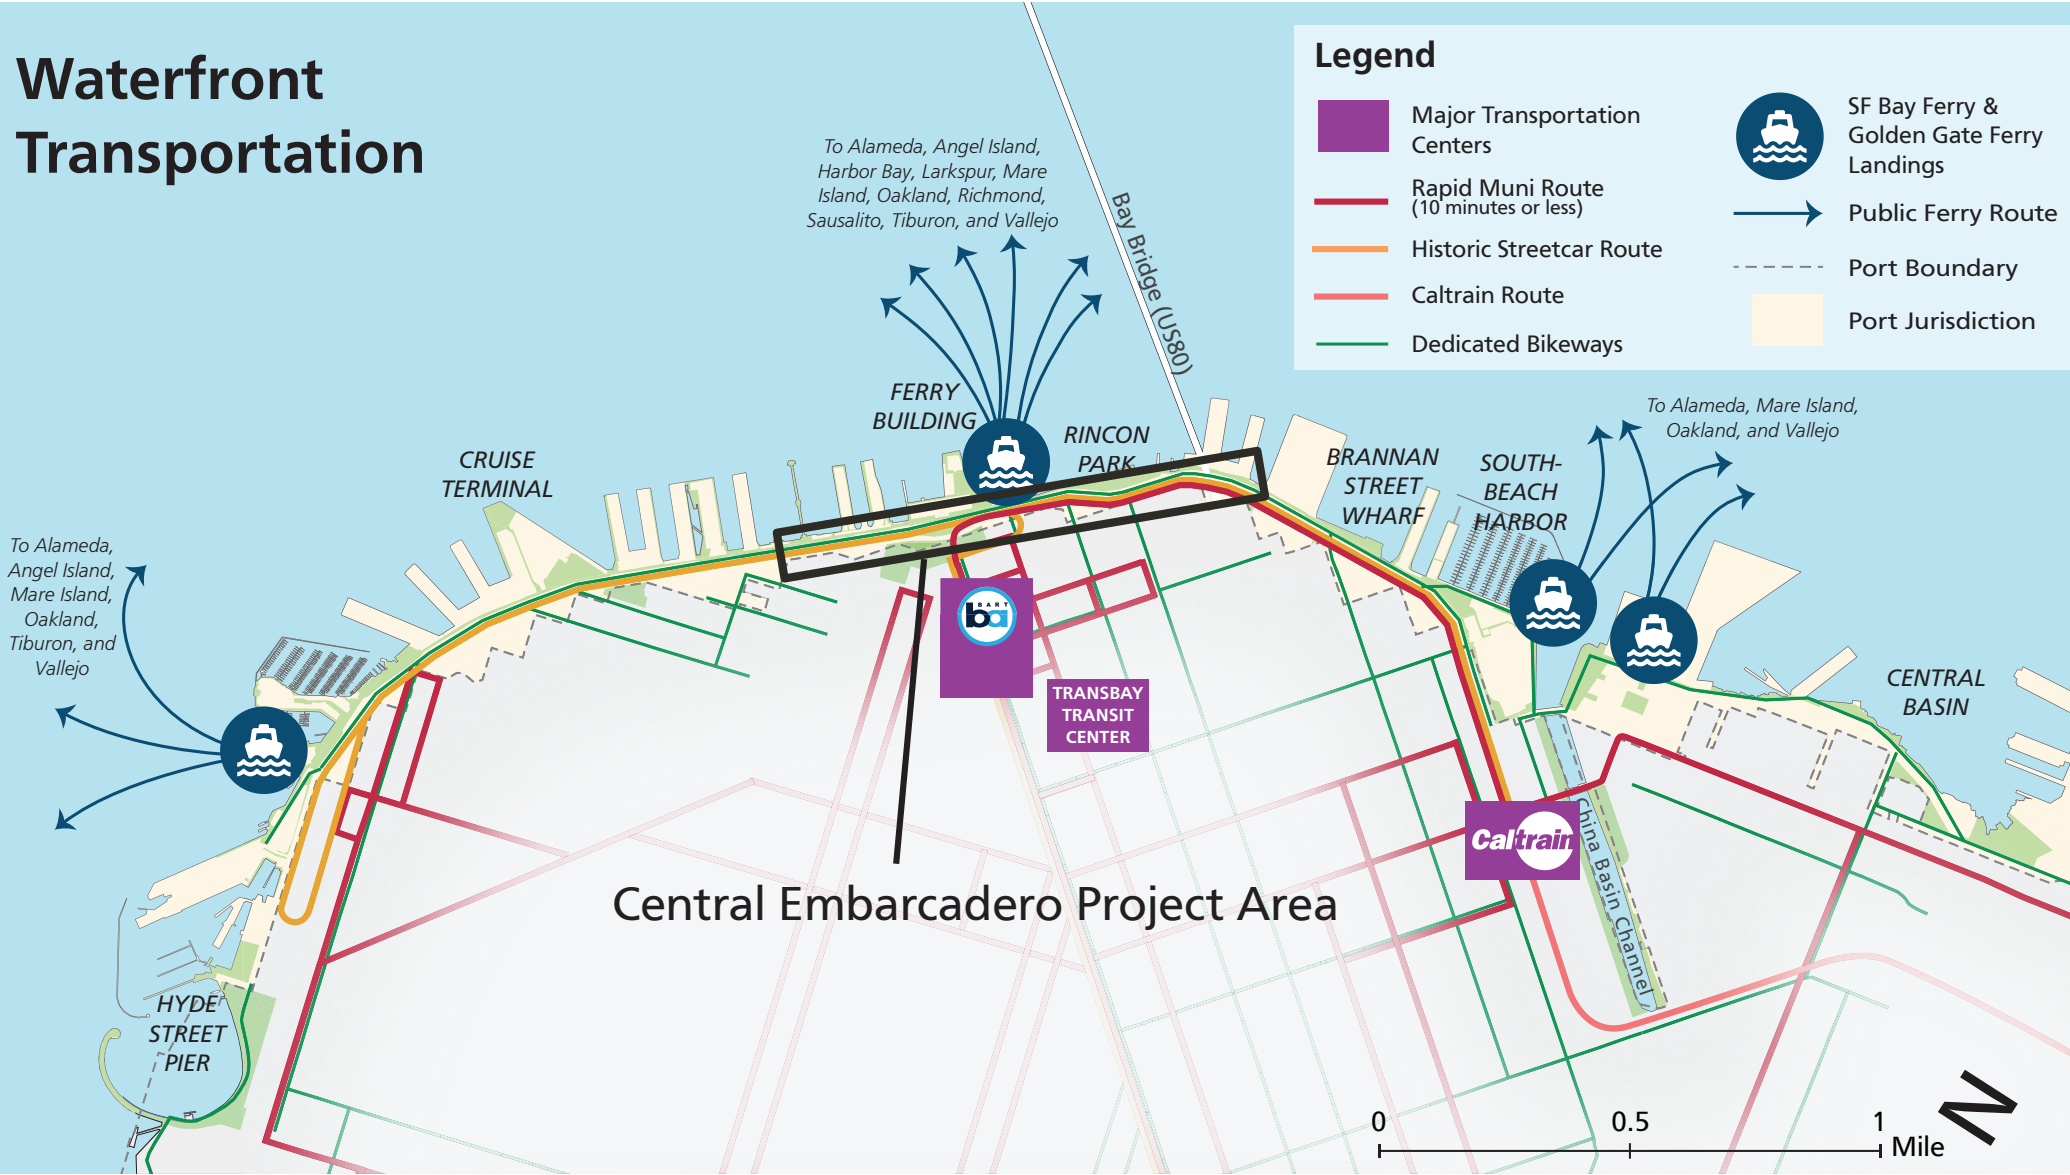 Waterfront
Transportation
Legend
Major Transportation
Centers
Rapid Muni Route
(10 minutes or less)
Historic Streetcar Route
Caltrain Route
Dedicated Bikeways
SF Bay Ferry &
Golden Gate Ferry
Landings
Public Ferry Route
Port Boundary
Port Jurisdiction
To Alameda, Angel Island,
Harbor Bay, Larkspur, Mare
Island, Oakland, Richmond,
Sausalito, Tiburon, and Vallejo
Bay Bridge (US80)
FERRY
BUILDING
RINCON
PARK
CRUISE
TERMINAL
BRANNAN
STREET
WHARF
SOUTH-
BEACH
HARBOR
To Alameda, Mare Island,
Oakland, and Vallejo
To Alameda,
Angel Island,
Mare Island,
Oakland,
Tiburon, and
Vallejo
BART
ba
TRANSBAY
TRANSIT
CENTER
CENTRAL
BASIN
Caltrain
China Basin Channel
Central Embarcadero Project Area
HYDE
STREET
PIER
0 0.5 1
Mile
N